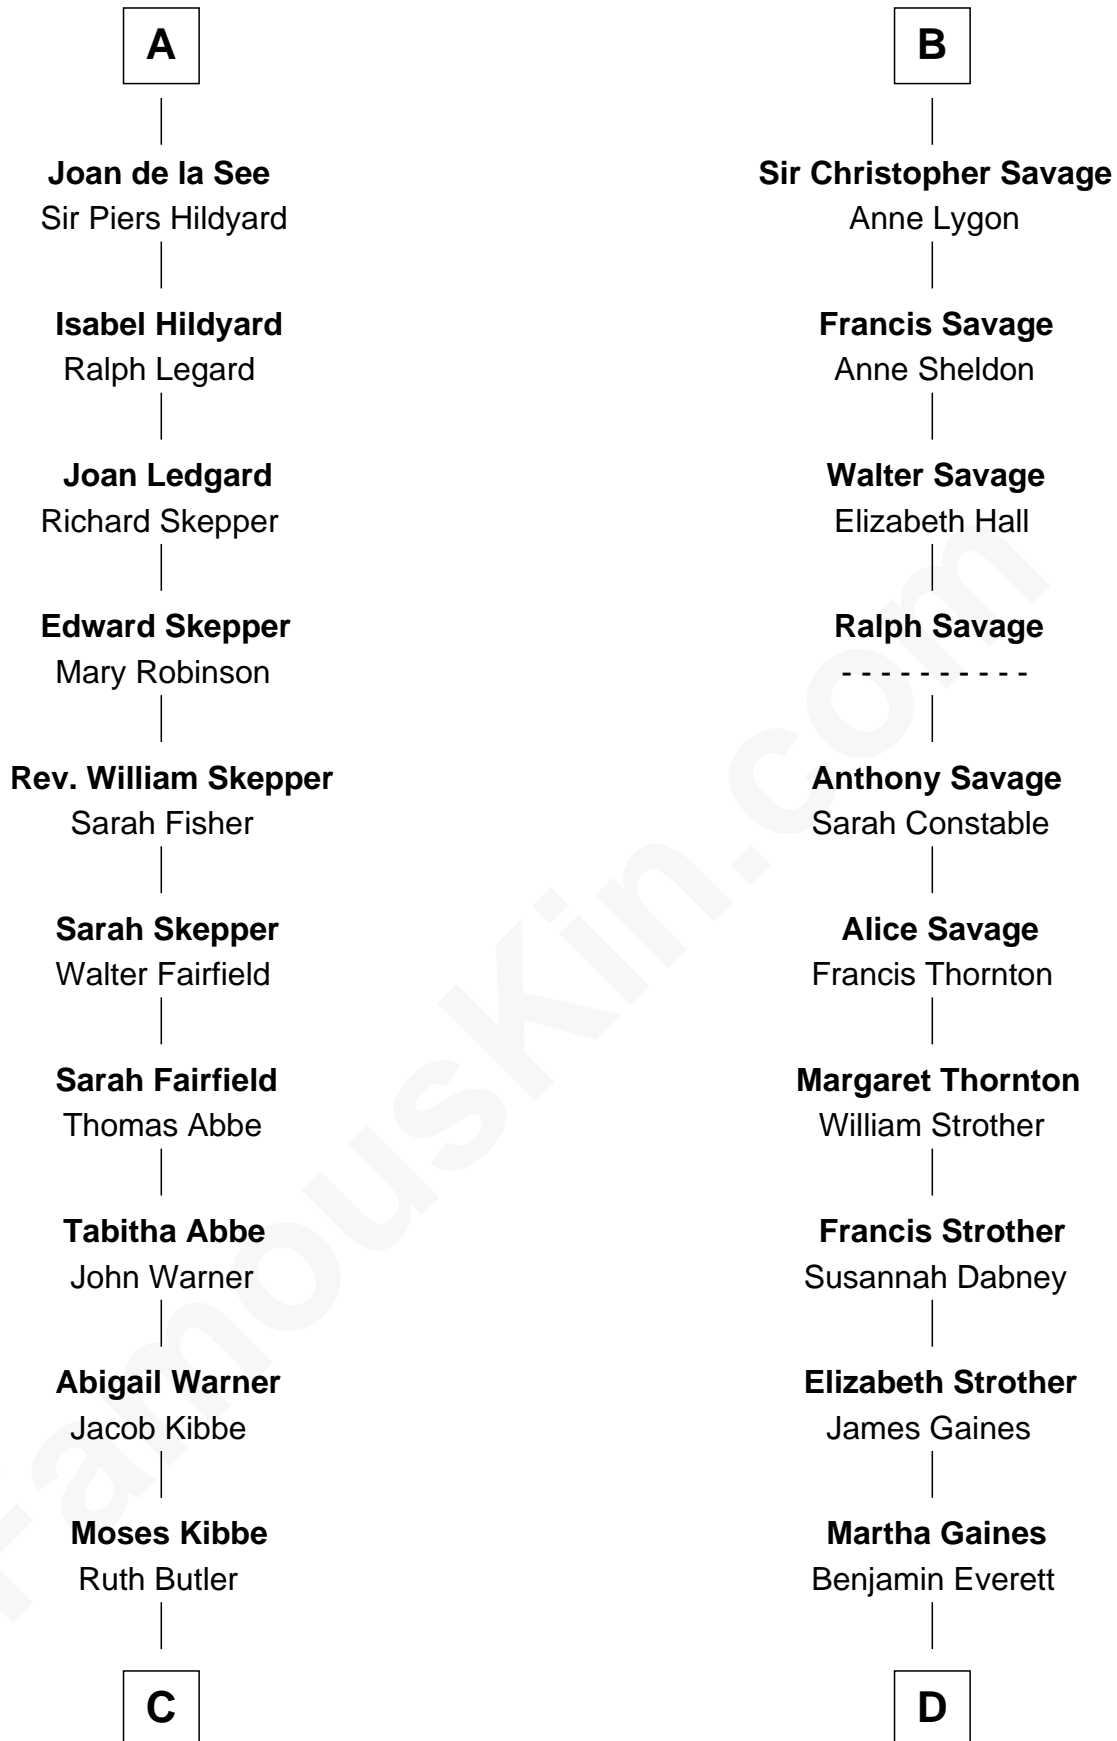 A
Joan de la See
Sir Piers Hildyard
Isabel Hildyard
Ralph Legard
Joan Ledgard
Richard Skepper
Edward Skepper
Mary Robinson
Rev. William Skepper
Sarah Fisher
Sarah Skepper
Walter Fairfield
Sarah Fairfield
Thomas Abbe
Tabitha Abbe
John Warner
Abigail Warner
Jacob Kibbe
Moses Kibbe
Ruth Butler
C
B
Sir Christopher Savage
Anne Lygon
Francis Savage
Anne Sheldon
Walter Savage
Elizabeth Hall
Ralph Savage
- - - - - - - - - -
Anthony Savage
Sarah Constable
Alice Savage
Francis Thornton
Margaret Thornton
William Strother
Francis Strother
Susannah Dabney
Elizabeth Strother
James Gaines
Martha Gaines
Benjamin Everett
D
FamousKin.com